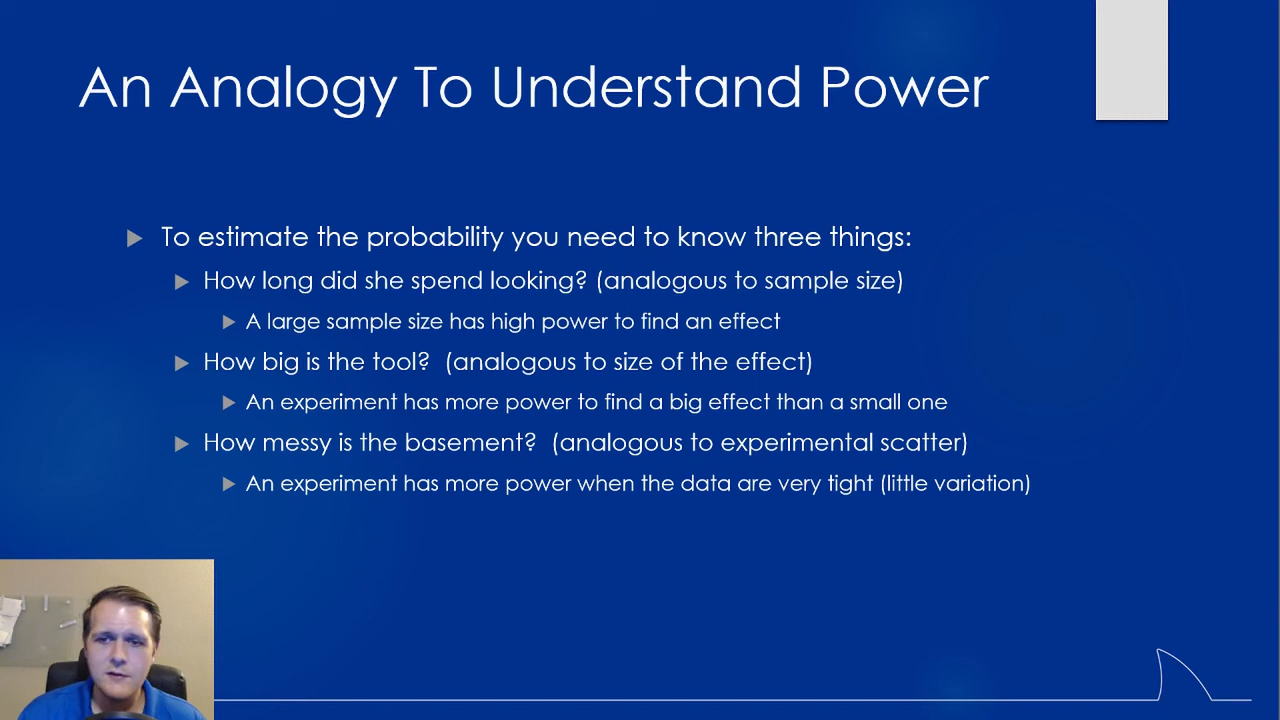 An Analogy To Understand Power
To estimate the probability you need to know three things:
How long did she spend looking? (analogous to sample size)
A large sample size has high power to find an effect
How big is the tool?  (analogous to size of the effect)
An experiment has more power to find a big effect than a small one
How messy is the basement?  (analogous to experimental scatter)
An experiment has more power when the data are very tight (little variation)